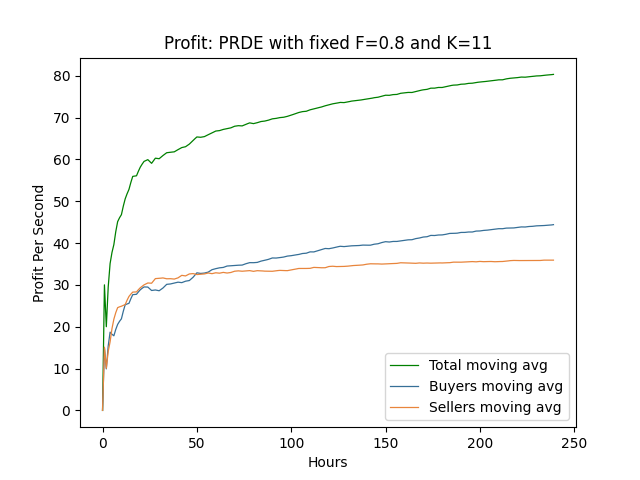 Profit: PRDE with fixed F=0.8 and K=11
Profit Per Second
80
70
60
50
40
30
20
10
0
Total moving avg
Buyers moving avg
Sellers moving avg
0 50 100 150 200 250
Hours